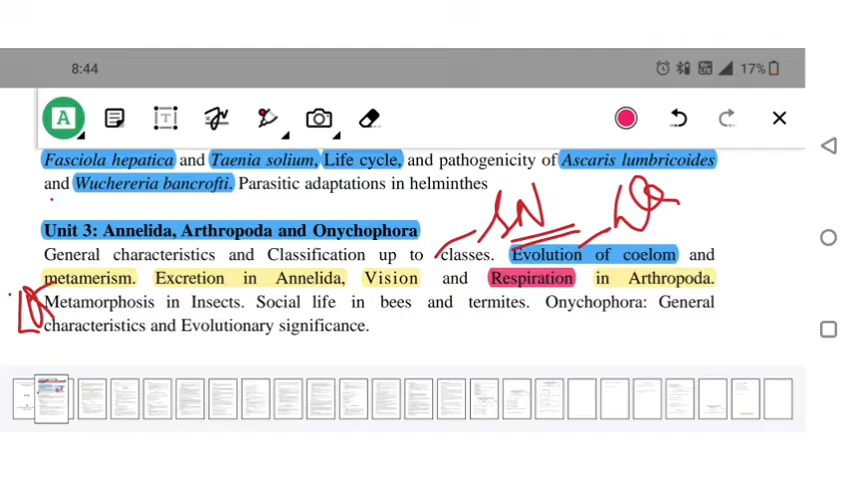 8:44
17%
A
T
Fasciola hepatica and Taenia solium, Life cycle, and pathogenicity of Ascaris lumbricoides
and Wuchereria bancrofti. Parasitic adaptations in helminthes
SN
Unit 3: Annelida, Arthropoda and Onychophora
General characteristics and Classification up to classes. Evolution of coelom and
metamerism. Excretion in Annelida, Vision and Respiration in Arthropoda.
Metamorphosis in Insects. Social life in bees and termites. Onychophora: General
characteristics and Evolutionary significance.